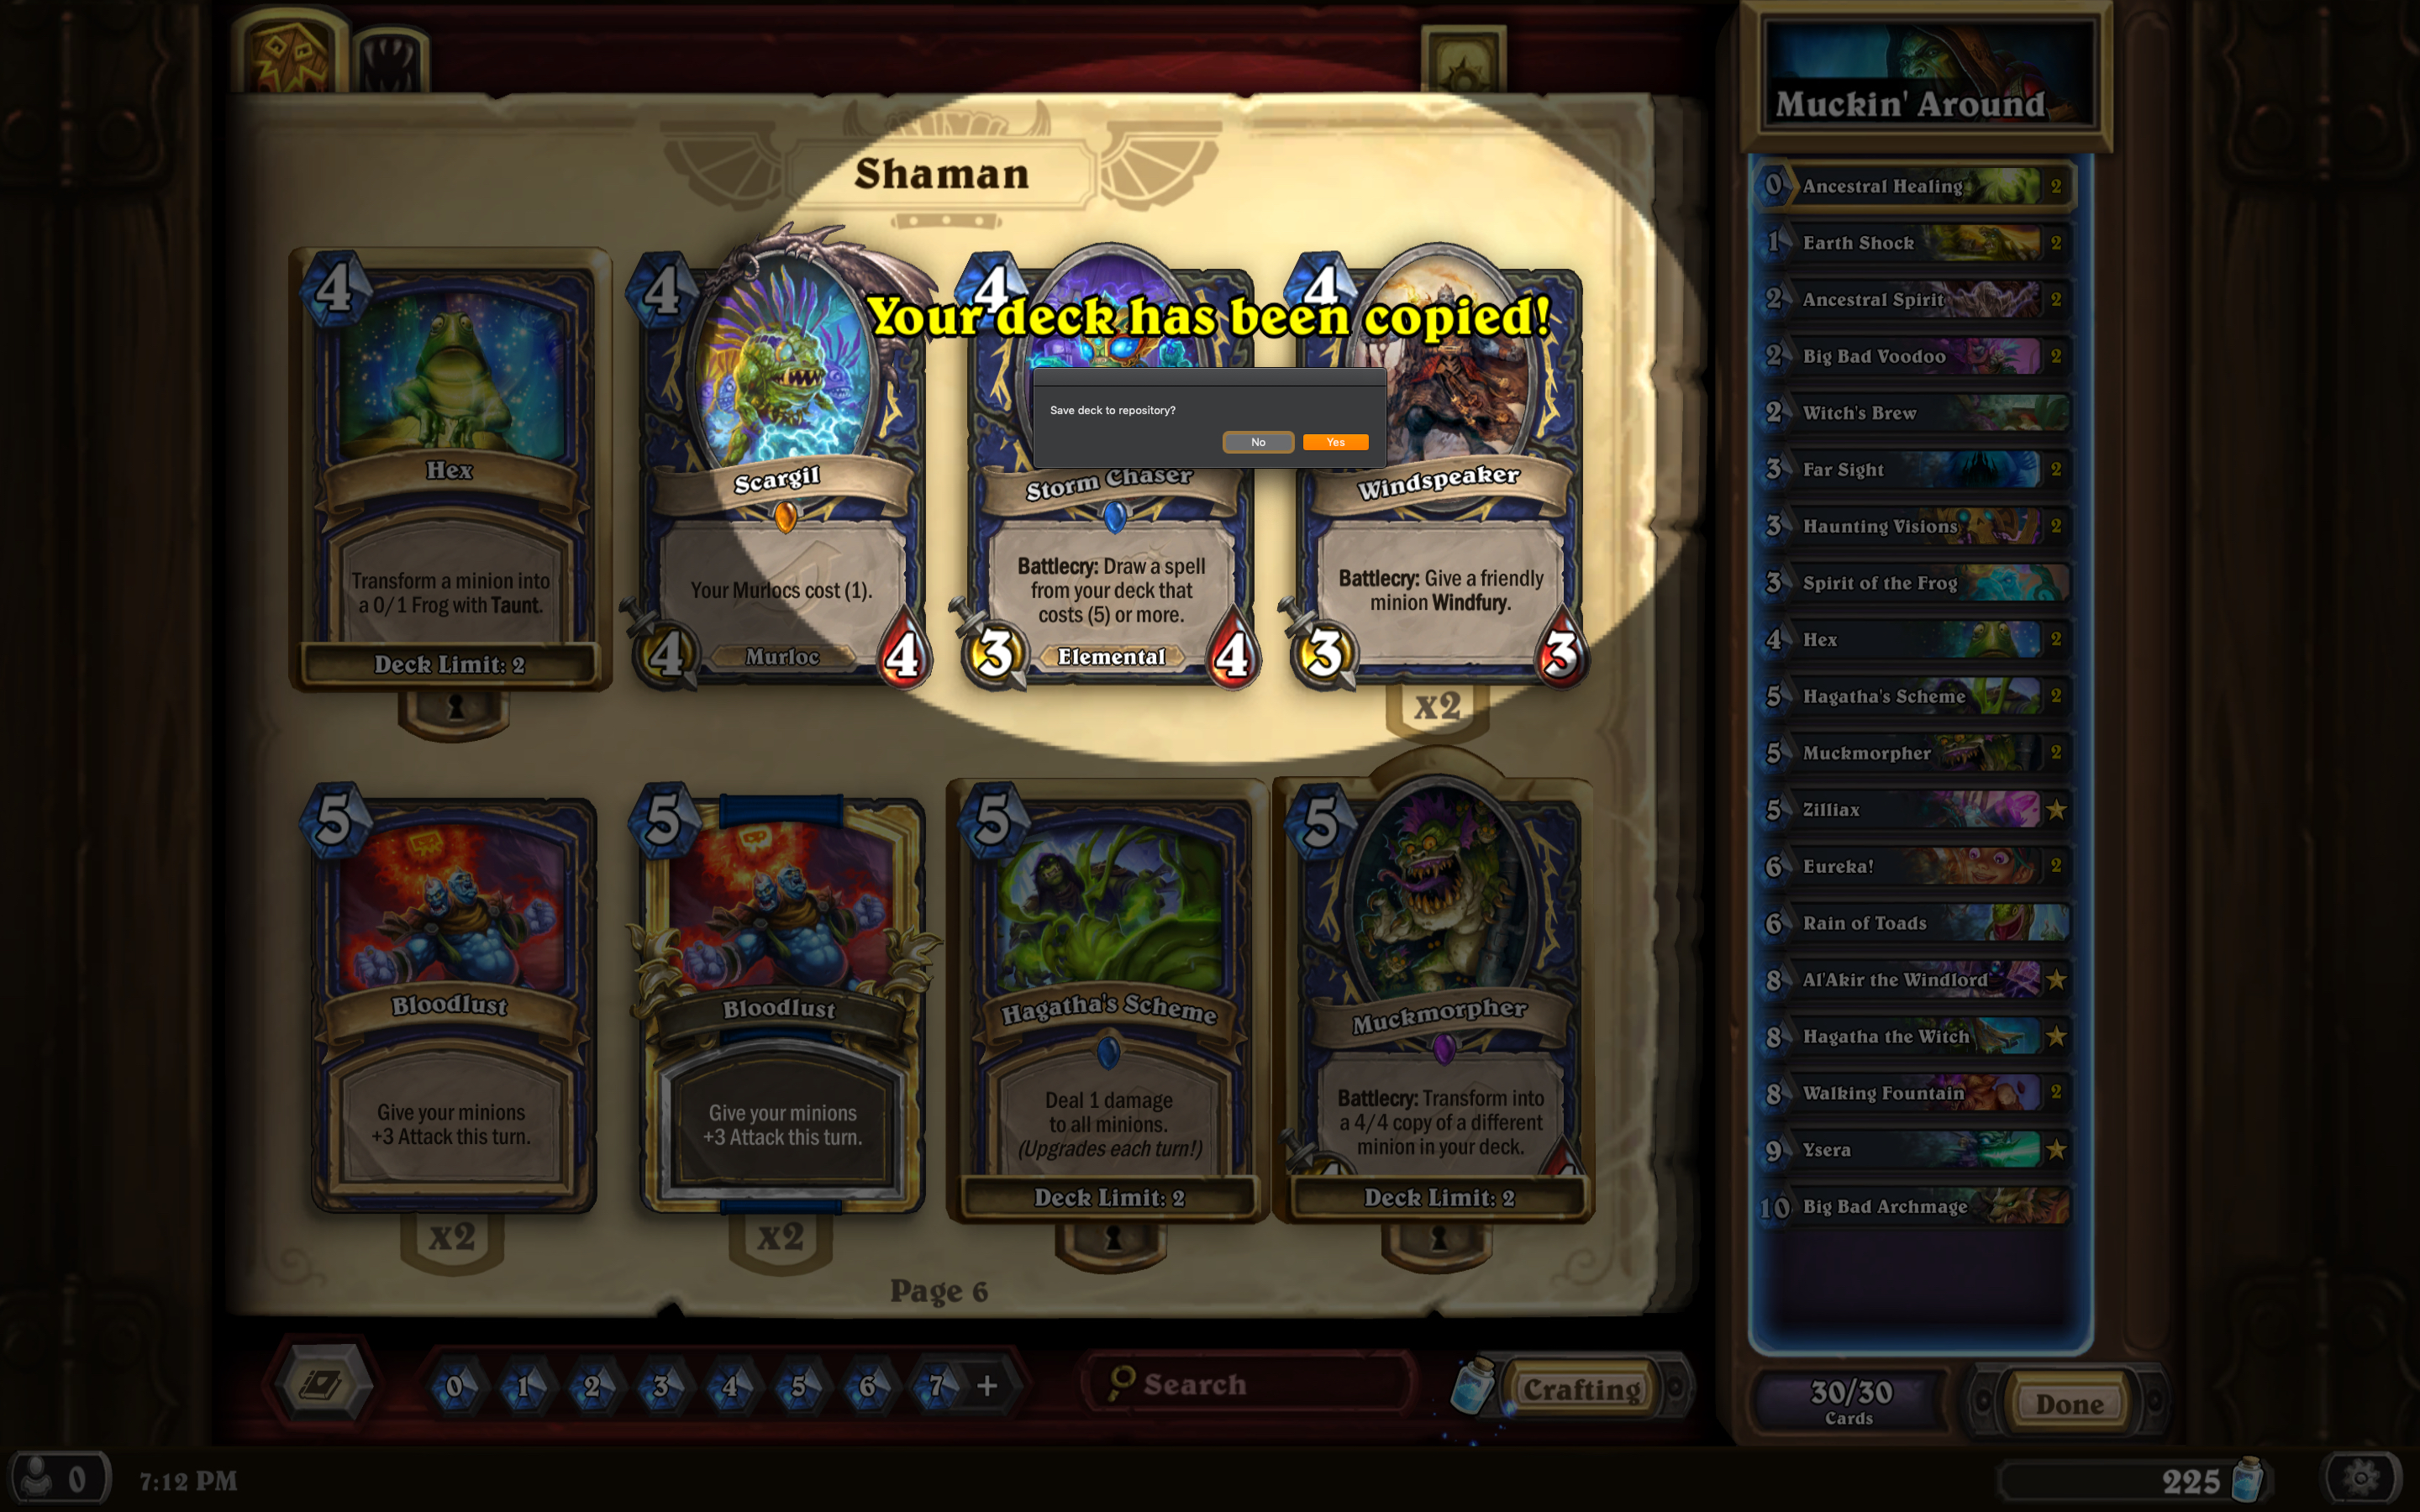 Muckin' Around
Shaman
Your deck has been copied!
Save deck to repository?
No
Yes
4
Hex
Transform a minion into
a 0/1 Frog with Taunt.
Deck Limit: 2
4
Scargil
Your Murlocs cost (1).
4
Murloc
4
4
Storm Chaser
Battlecry: Draw a spell
from your deck that
costs (5) or more.
3
Elemental
4
4
Windspeaker
Battlecry: Give a friendly
minion Windfury.
3
3
x2
5
Bloodlust
Give your minions
+3 Attack this turn.
x2
5
Bloodlust
Give your minions
+3 Attack this turn.
x2
5
Hagatha's Scheme
Deal 1 damage
to all minions.
(Upgrades each turn!)
Deck Limit: 2
5
Muckmorpher
Battlecry: Transform into
a 4/4 copy of a different
minion in your deck.
Deck Limit: 2
Page 6
0 Ancestral Healing 2
1 Earth Shock 2
2 Ancestral Spirit 2
2 Big Bad Voodoo 2
2 Witch's Brew
3 Far Sight 2
3 Haunting Visions 2
3 Spirit of the Frog
4 Hex 2
5 Hagatha's Scheme 2
5 Muckmorpher 2
5 Zilliax
6 Eureka! 2
6 Rain of Toads
8 Al'Akir the Windlord
8 Hagatha the Witch
8 Walking Fountain 2
9 Ysera
10 Big Bad Archmage
0 1 2 3 4 5 6 7 +
Search
Crafting
30/30
Cards
Done
0
7:12 PM
225